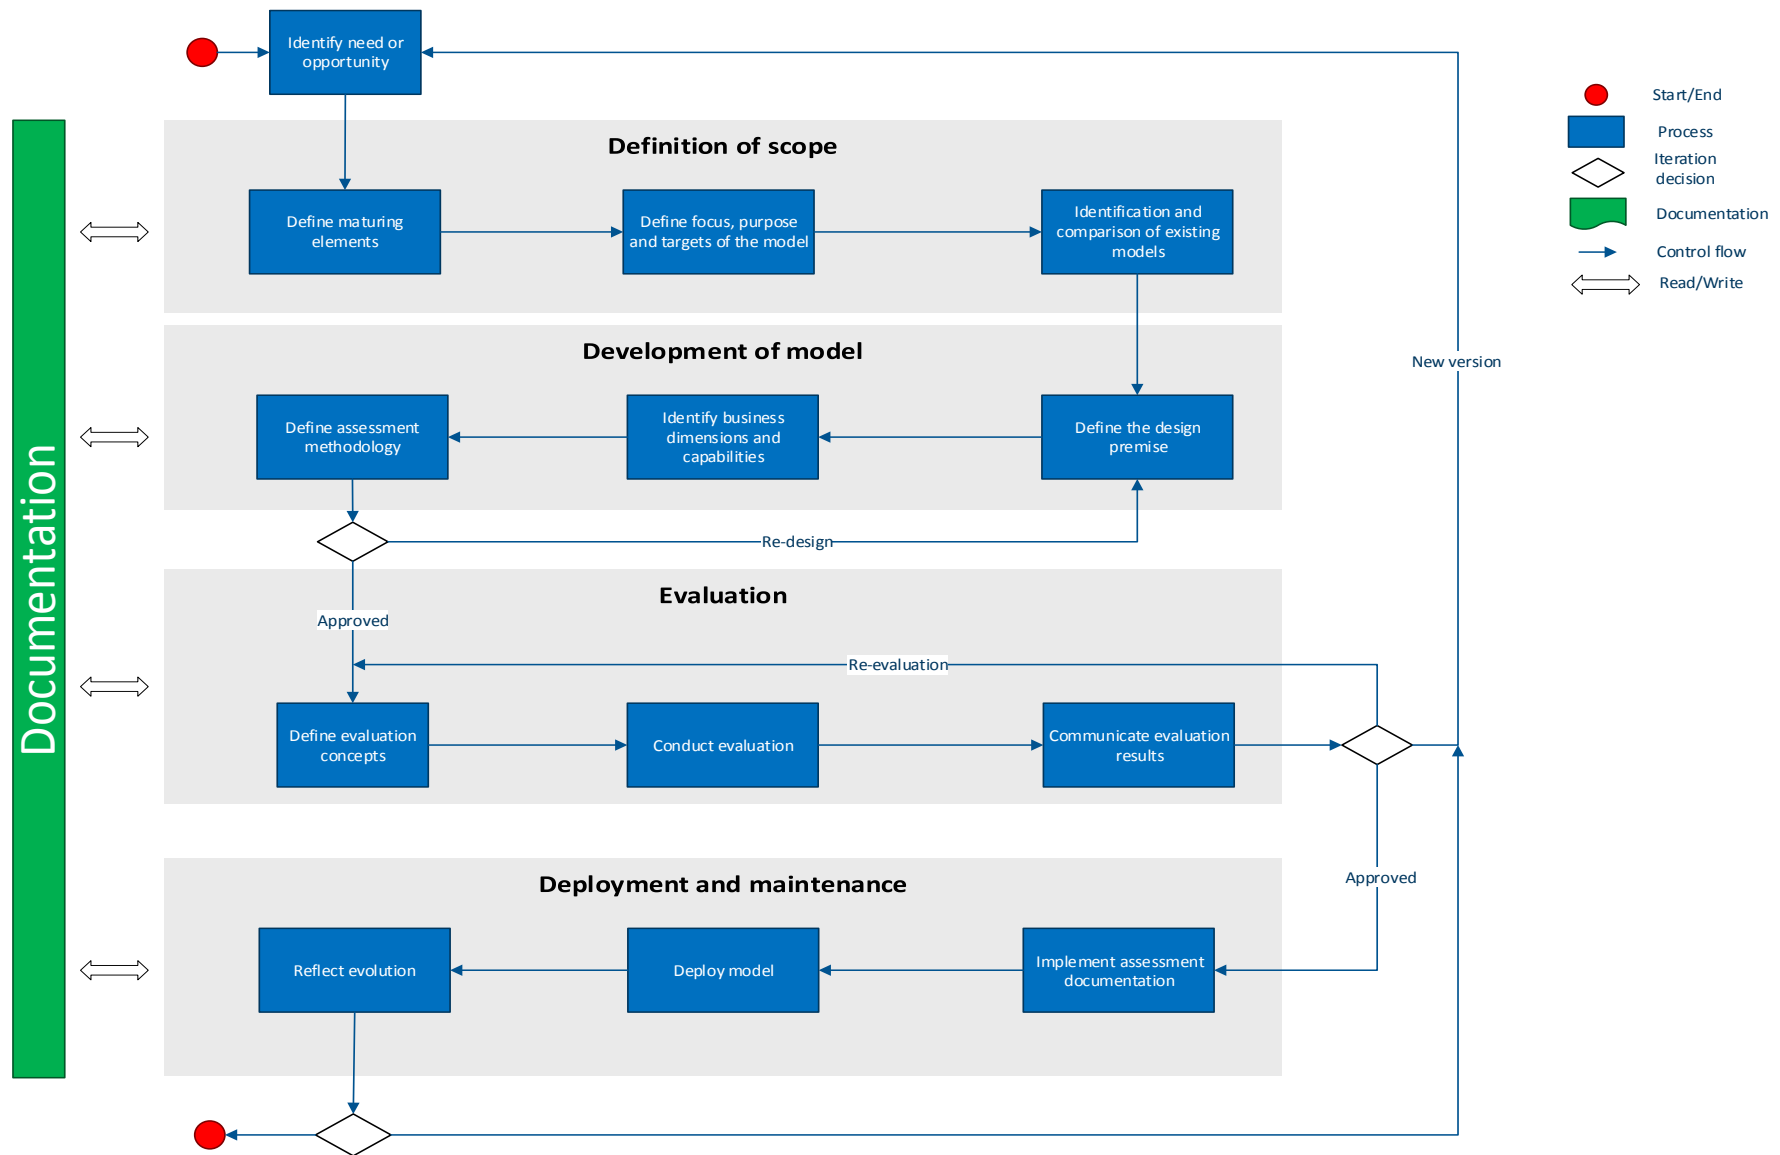 Identify need or
opportunity
Start/End
Process
Iteration
decision
Documentation
Control flow
Read/Write
Documentation
Definition of scope
Define maturing
elements
Define focus, purpose
and targets of the model
Identification and
comparison of existing
models
New version
Development of model
Define assessment
methodology
Identify business
dimensions and
capabilities
Define the design
premise
Re-design
Approved
Evaluation
Re-evaluation
Define evaluation
concepts
Conduct evaluation
Communicate evaluation
results
Approved
Deployment and maintenance
Reflect evolution
Deploy model
Implement assessment
documentation